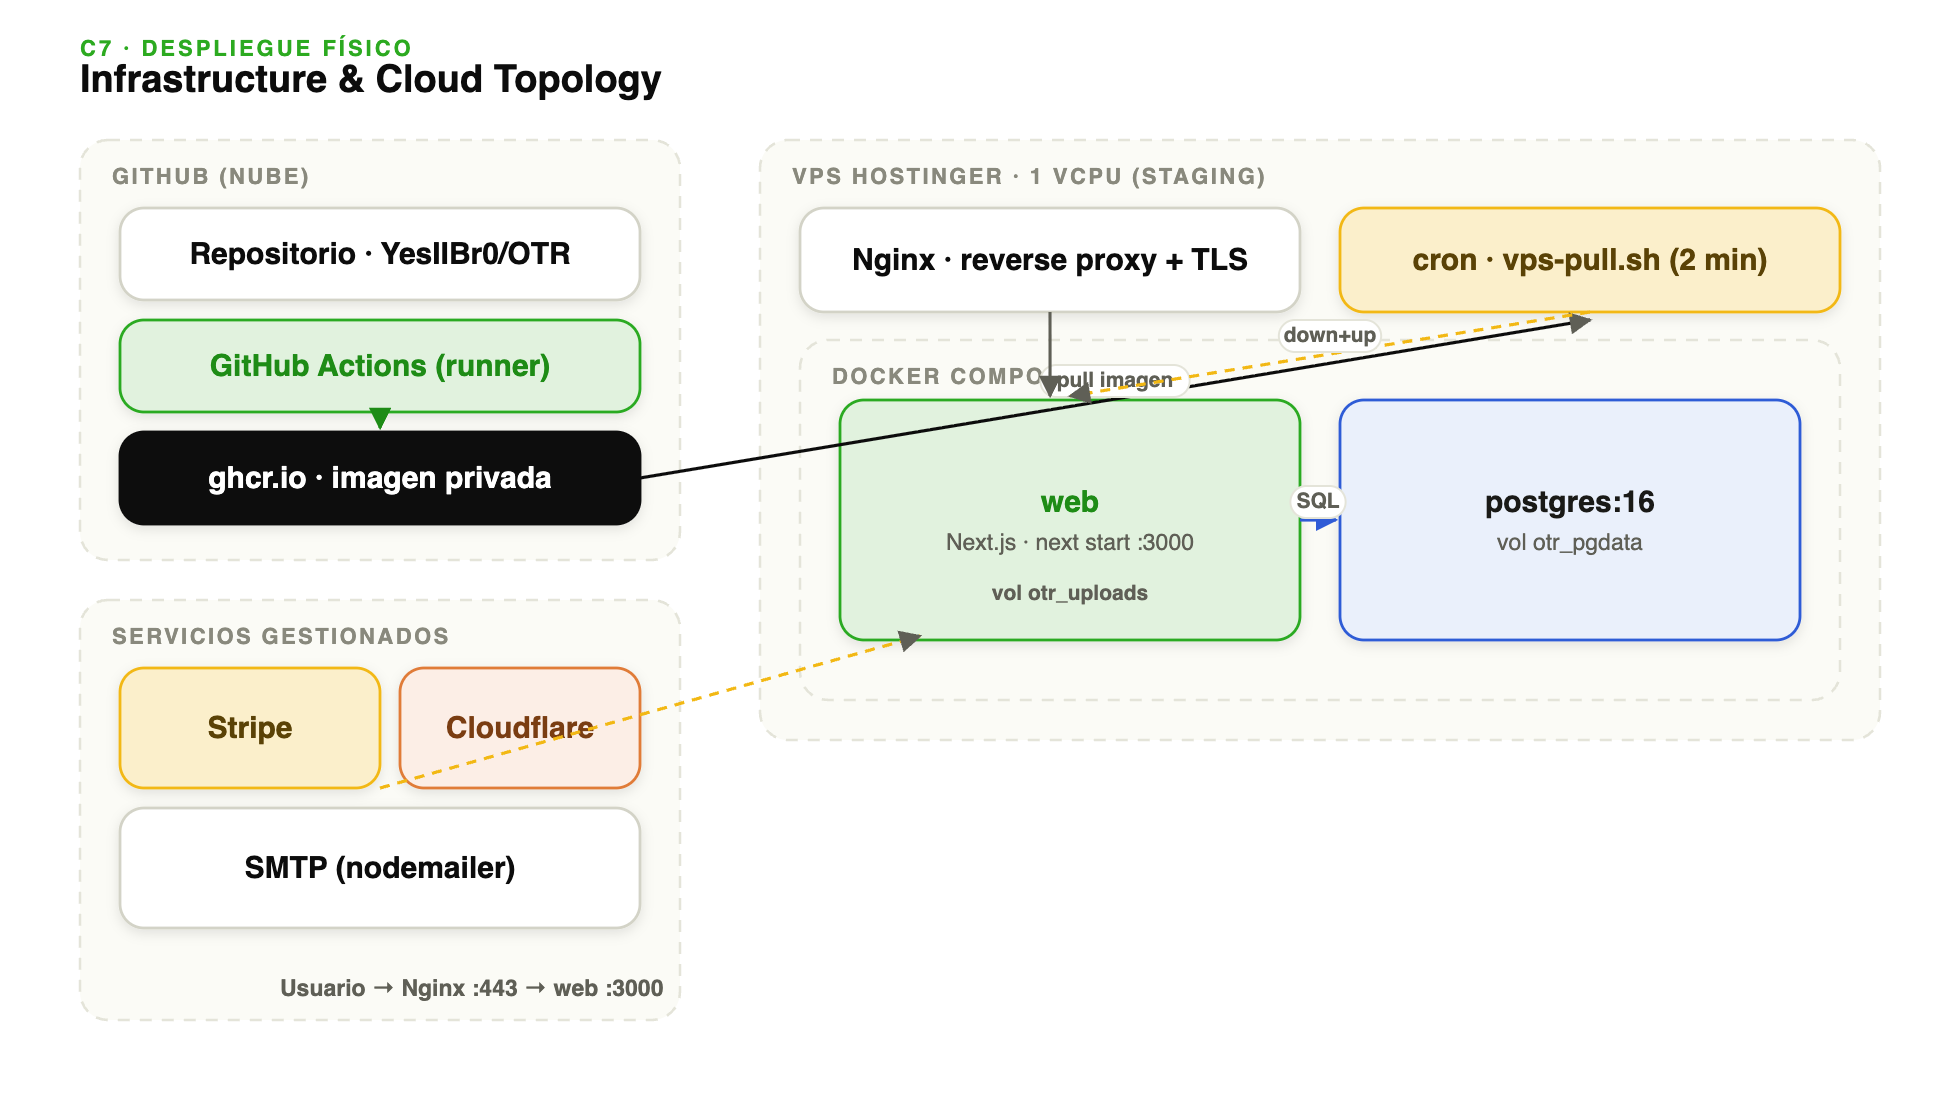 C7 · DESPLIEGUE FÍSICO
Infrastructure & Cloud Topology
GITHUB (NUBE)
Repositorio · YesIIBr0/OTR
GitHub Actions (runner)
ghcr.io · imagen privada
SERVICIOS GESTIONADOS
Stripe
Cloudflare
SMTP (nodemailer)
Usuario → Nginx :443 → web :3000
VPS HOSTINGER · 1 VCPU (STAGING)
Nginx · reverse proxy + TLS
cron · vps-pull.sh (2 min)
down+up
DOCKER COMPO
pull imagen
web
Next.js · next start :3000
vol otr_uploads
SQL
postgres:16
vol otr_pgdata